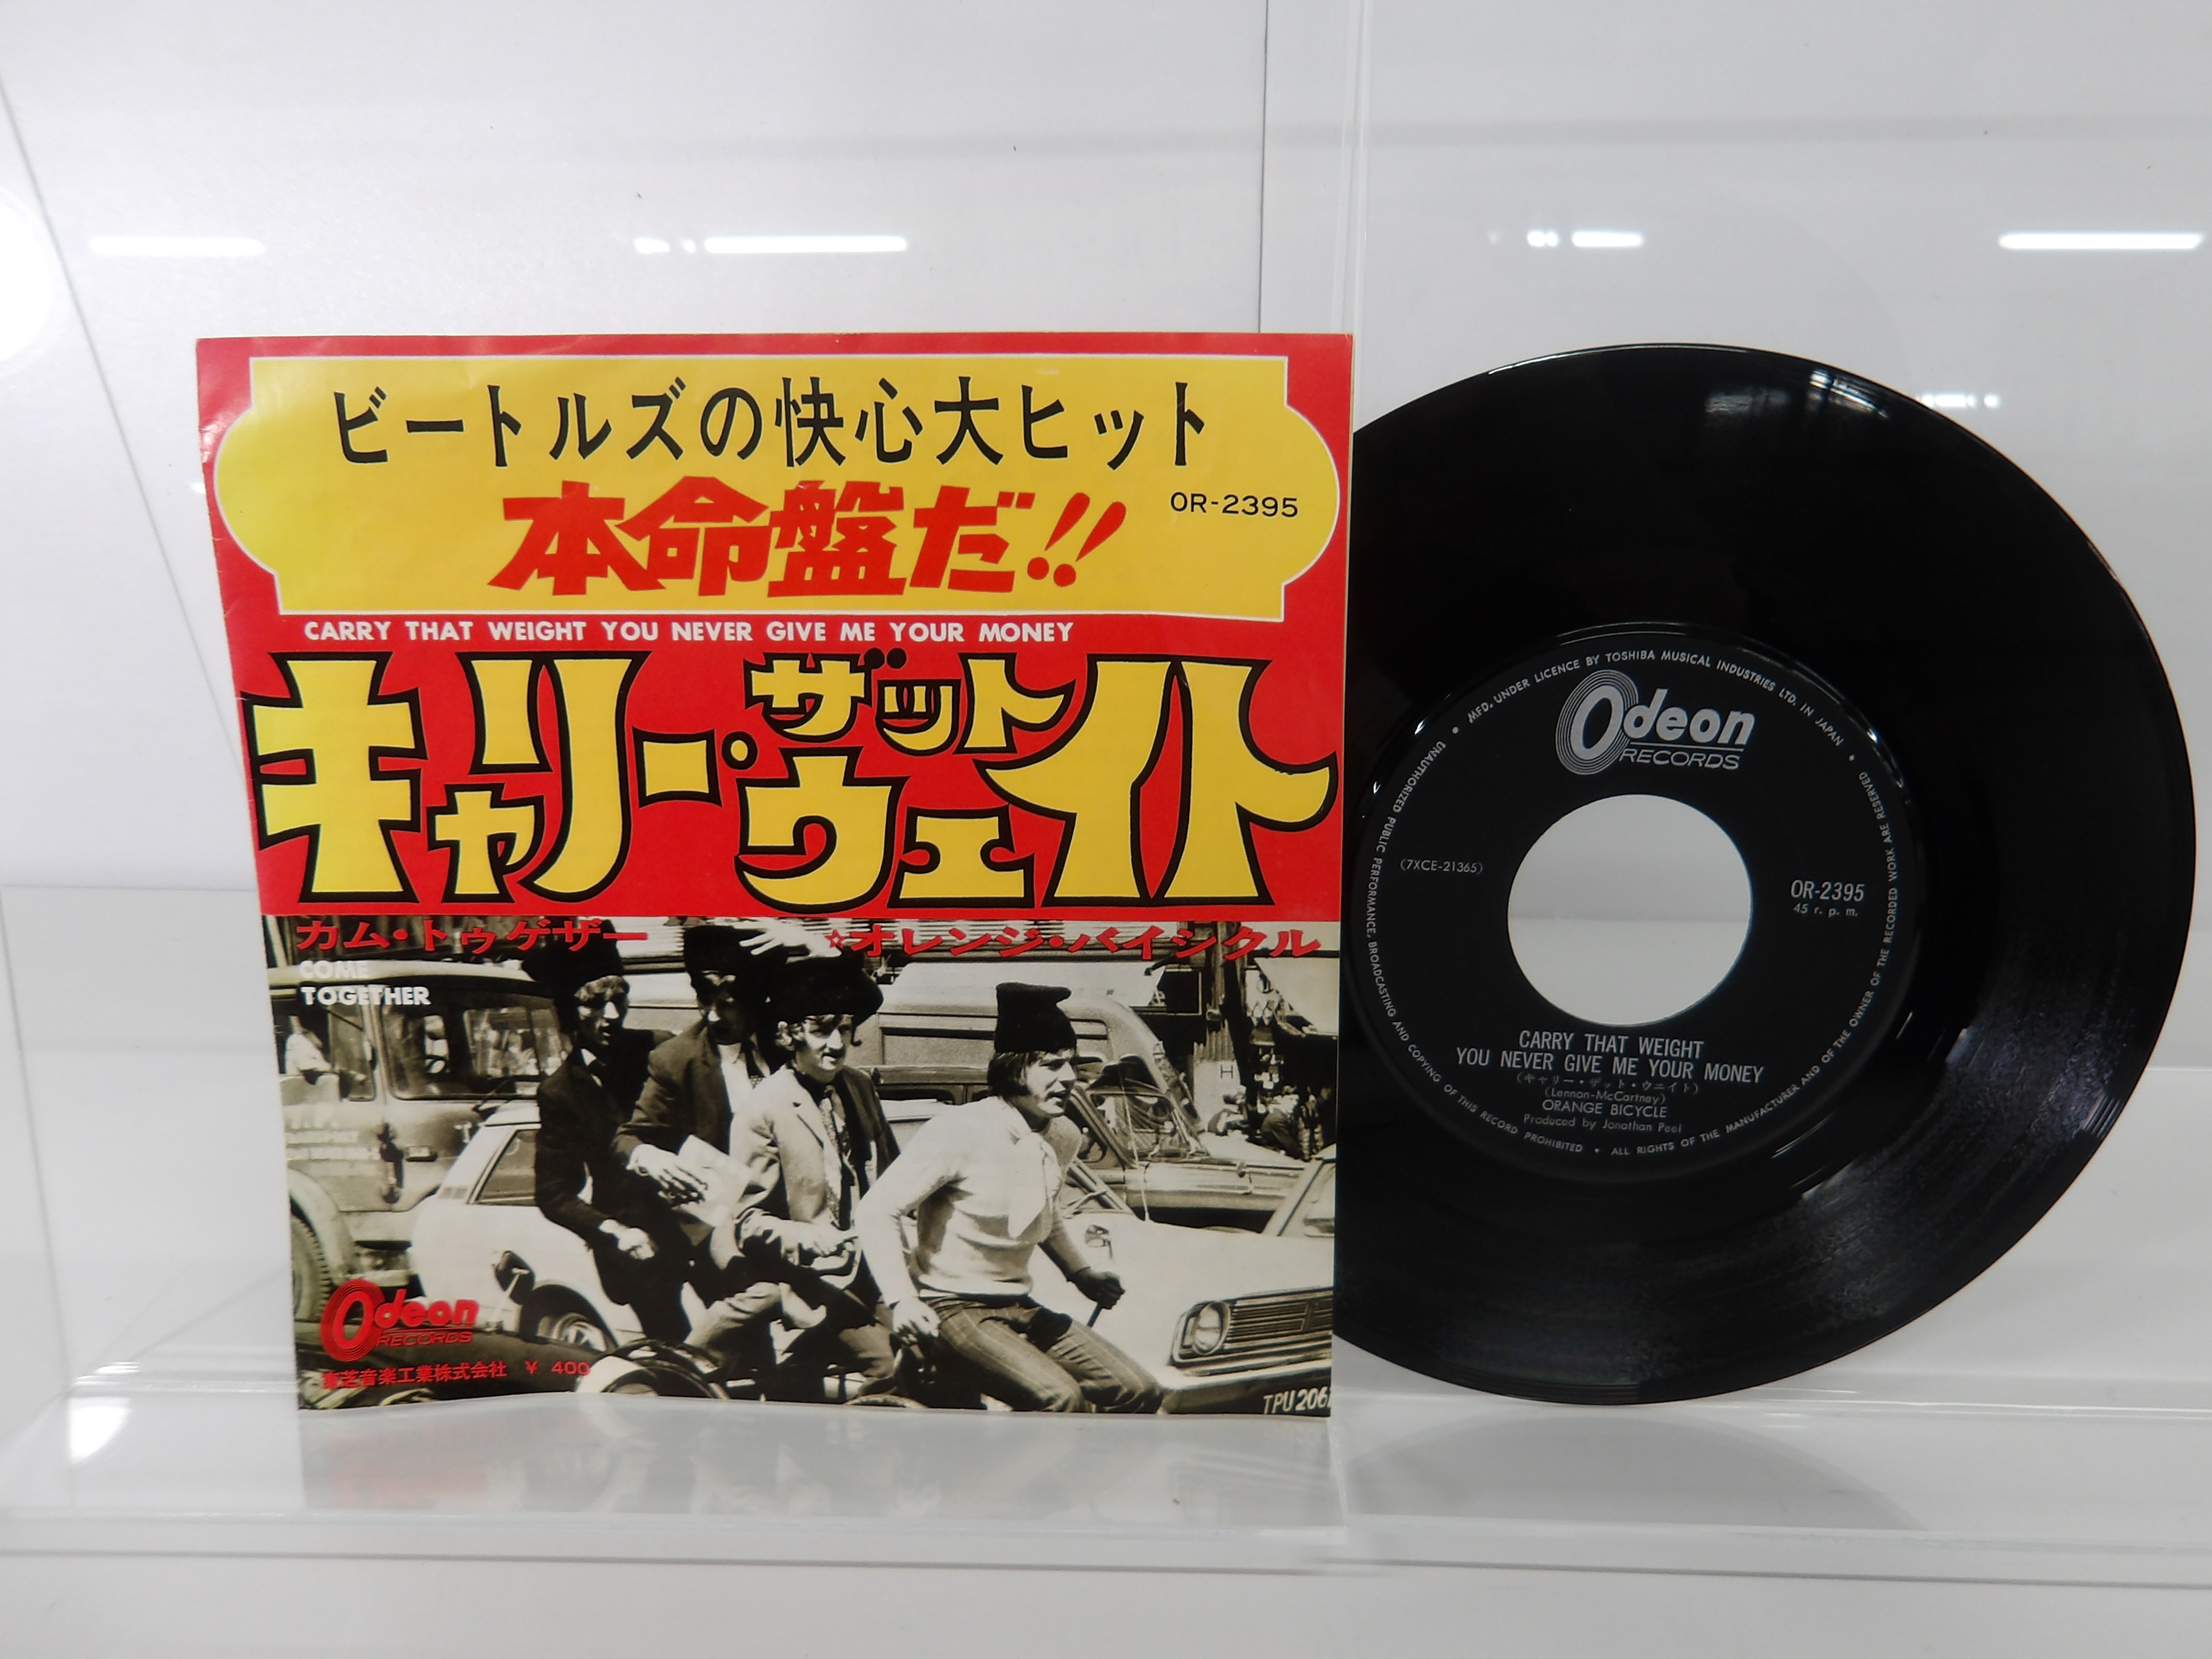 ビートルズの快心大ヒット
本命盤だ!!
OR-2395
CARRY THAT WEIGHT YOU NEVER GIVE ME YOUR MONEY
キャリー・ザット・ウェイト
カム・トゥゲザー
☆オレンジ・バイシクル
COME
TOGETHER
H
Odeon
RECORDS
東芝音楽工業株式会社 ¥ 400
TPU 206
MFD. UNDER LICENCE BY TOSHIBA MUSICAL INDUSTRIES LTD. IN JAPAN
Odeon
RECORDS
(7XCE-21365)
OR-2395
45 r. p. m.
CARRY THAT WEIGHT
YOU NEVER GIVE ME YOUR MONEY
(キャリー・ザット・ウエイト)
(Lennon-McCartney)
ORANGE BICYCLE
Produced by Jonathan Peel
UNAUTHORIZED PUBLIC PERFORMANCE, BROADCASTING AND COPYING OF THIS RECORD PROHIBITED • ALL RIGHTS OF THE MANUFACTURER AND OF THE OWNER OF THE RECORDED WORK ARE RESERVED